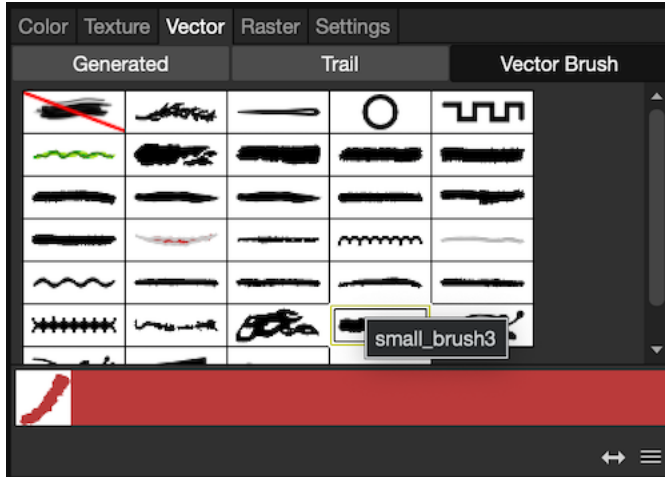 Color Texture Vector Raster Settings
Generated Trail Vector Brush
small_brush3